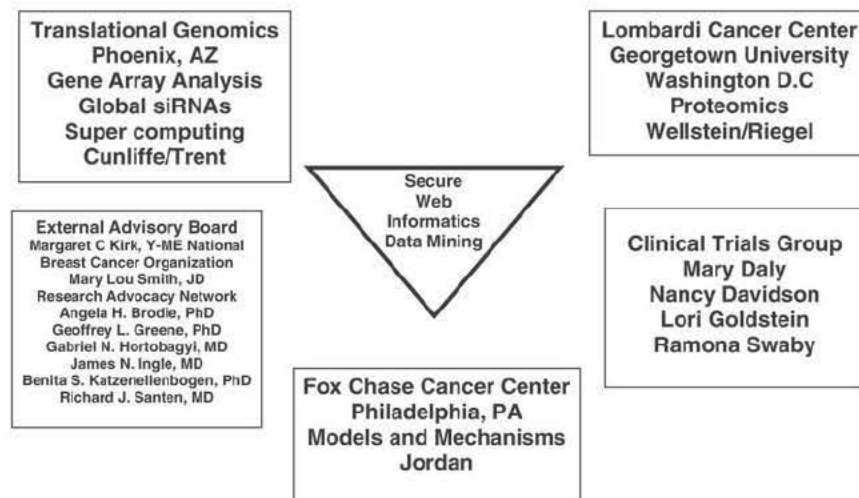 Translational Genomics
Phoenix, AZ
Gene Array Analysis
Global siRNAs
Super computing
Cunliffe/Trent
Lombardi Cancer Center
Georgetown University
Washington D.C
Proteomics
Wellstein/Riegel
Secure
Web
Informatics
Data Mining
External Advisory Board
Margaret C Kirk, Y-ME National
Breast Cancer Organization
Mary Lou Smith, JD
Research Advocacy Network
Angela H. Brodie, PhD
Geoffrey L. Greene, PhD
Gabriel N. Hortobagyi, MD
James N. Ingle, MD
Benita S. Katzenellenbogen, PhD
Richard J. Santen, MD
Clinical Trials Group
Mary Daly
Nancy Davidson
Lori Goldstein
Ramona Swaby
Fox Chase Cancer Center
Philadelphia, PA
Models and Mechanisms
Jordan